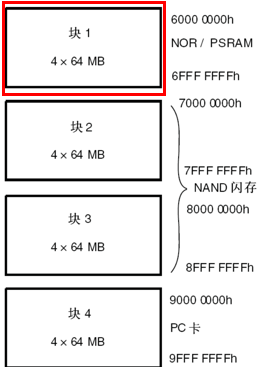 块 1
4 × 64 MB
6000 0000h
NOR / PSRAM
6FFF FFFFh
块 2
4 × 64 MB
7000 0000h
7FFF FFFFh
NAND 闪存
块 3
4 × 64 MB
8000 0000h
8FFF FFFFh
块 4
4 × 64 MB
9000 0000h
PC 卡
9FFF FFFFh